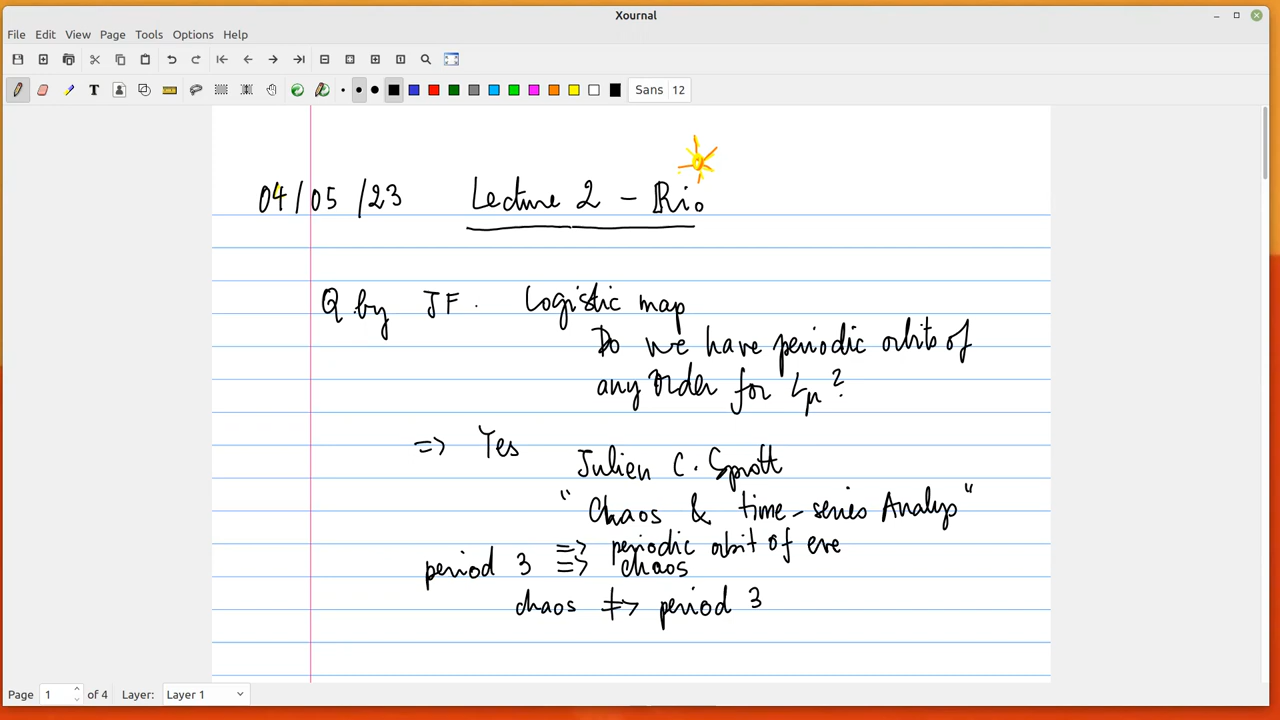 Xournal
File Edit View Page Tools Options Help
Sans 12
04/05/23 Lecture 2 - Rio
Q by JF. Logistic map
Do we have periodic orbits of
any order for Lμ?
=> Yes Julien C. Sprott
"Chaos & time-series Analys"
=> periodic orbit of eve
period 3 => chaos
chaos ≠> period 3
Page 1 of 4 Layer: Layer 1